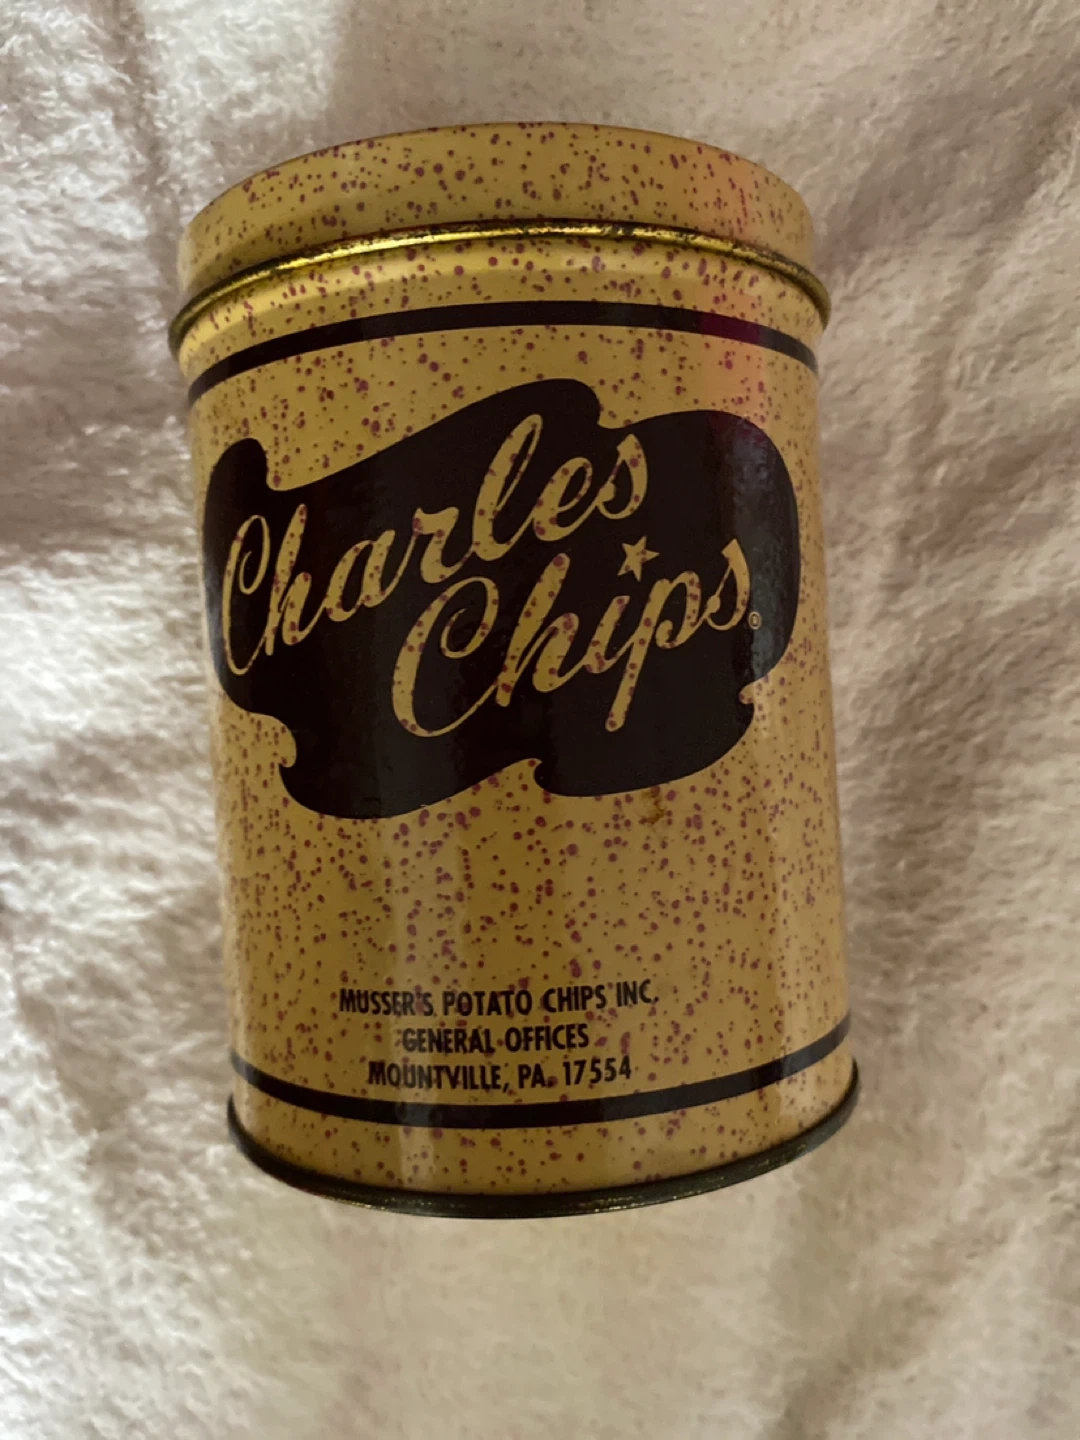 Charles
Chips®
MUSSER'S POTATO CHIPS INC.
GENERAL OFFICES
MOUNTVILLE, PA. 17554